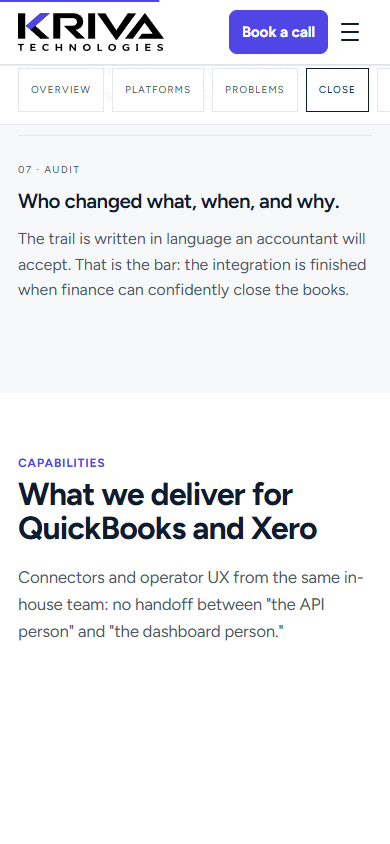 KRIVA
TECHNOLOGIES
Book a call
OVERVIEW
PLATFORMS
PROBLEMS
CLOSE
07 · AUDIT
Who changed what, when, and why.
The trail is written in language an accountant will
accept. That is the bar: the integration is finished
when finance can confidently close the books.
CAPABILITIES
What we deliver for
QuickBooks and Xero
Connectors and operator UX from the same in-
house team: no handoff between "the API
person" and "the dashboard person."